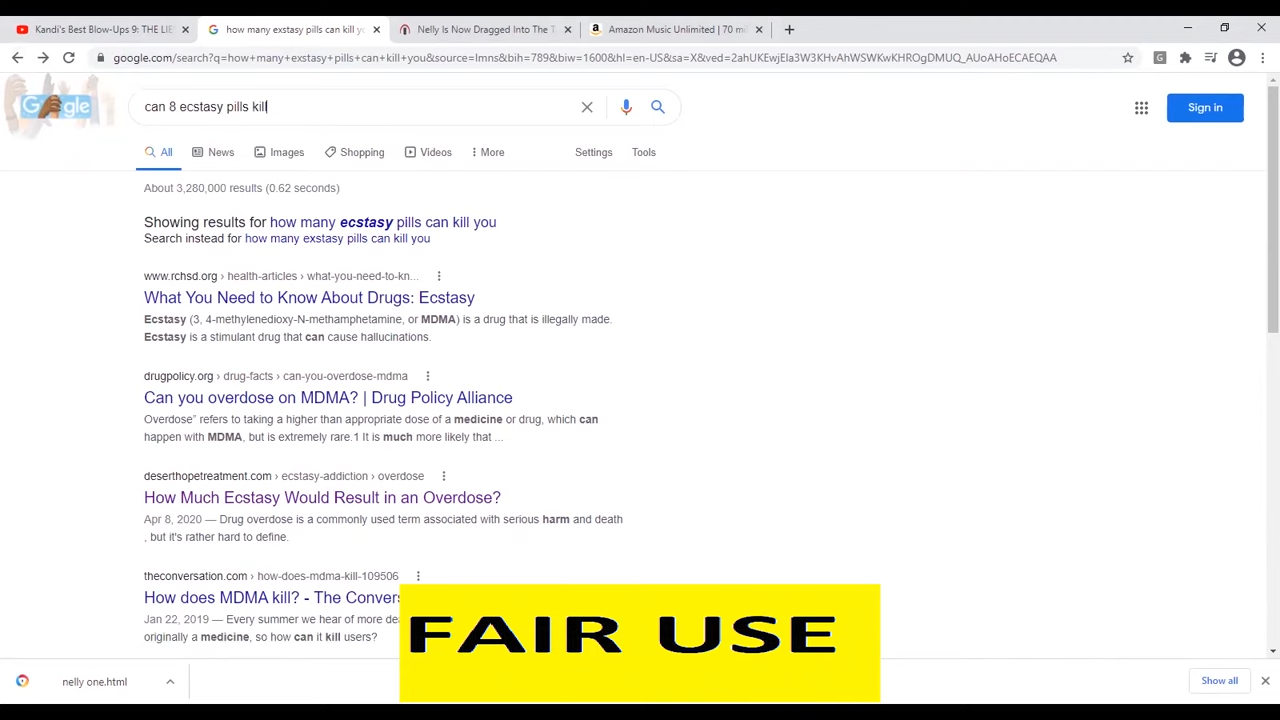 Kandi's Best Blow-Ups 9: THE LIE
how many exstasy pills can kill yo
Nelly Is Now Dragged Into The T
Amazon Music Unlimited | 70 mil
google.com/search?q=how+many+exstasy+pills+can+kill+you&source=lmns&bih=799&biw=1600&hl=en-US&sa=X&ved=2ahUKEwjEla3W3KHvAhWSWKwKHROgDMUQ_AUoAHoECAEQAA
Google
can 8 ecstasy pills kill
Sign in
All
News
Images
Shopping
Videos
More
Settings
Tools
About 3,280,000 results (0.62 seconds)
Showing results for how many ecstasy pills can kill you
Search instead for how many exstasy pills can kill you
www.rchsd.org › health-articles › what-you-need-to-kn...
What You Need to Know About Drugs: Ecstasy
Ecstasy (3, 4-methylenedioxy-N-methamphetamine, or MDMA) is a drug that is illegally made.
Ecstasy is a stimulant drug that can cause hallucinations.
drugpolicy.org › drug-facts › can-you-overdose-mdma
Can you overdose on MDMA? | Drug Policy Alliance
Overdose” refers to taking a higher than appropriate dose of a medicine or drug, which can
happen with MDMA, but is extremely rare.1 It is much more likely that ...
deserthopetreatment.com › ecstasy-addiction › overdose
How Much Ecstasy Would Result in an Overdose?
Apr 8, 2020 — Drug overdose is a commonly used term associated with serious harm and death
, but it's rather hard to define.
theconversation.com › how-does-mdma-kill-109506
How does MDMA kill? - The Convers
Jan 22, 2019 — Every summer we hear of more dea
originally a medicine, so how can it kill users?
FAIR USE
nelly one.html
Show all